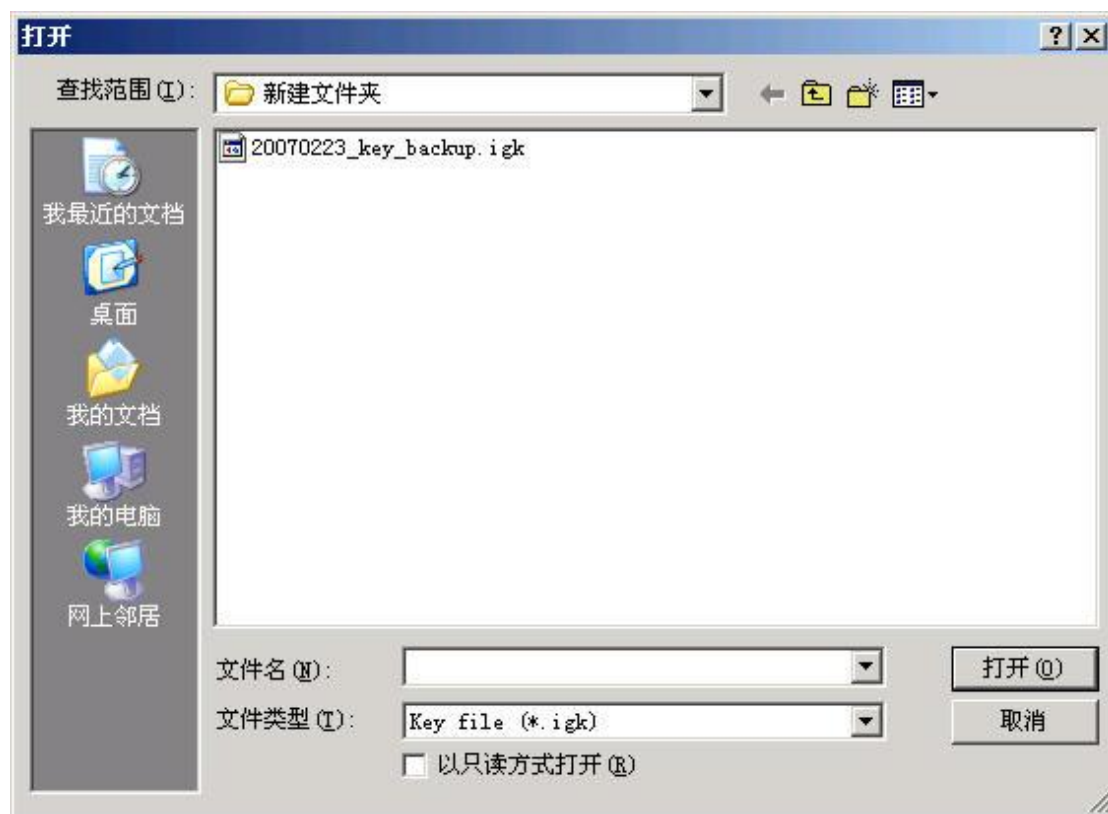 打开
查找范围(I):
新建文件夹
20070223_key_backup.igk
我最近的文档
桌面
我的文档
我的电脑
网上邻居
文件名(N):
打开(O)
文件类型(T):
Key file (*.igk)
取消
以只读方式打开(R)